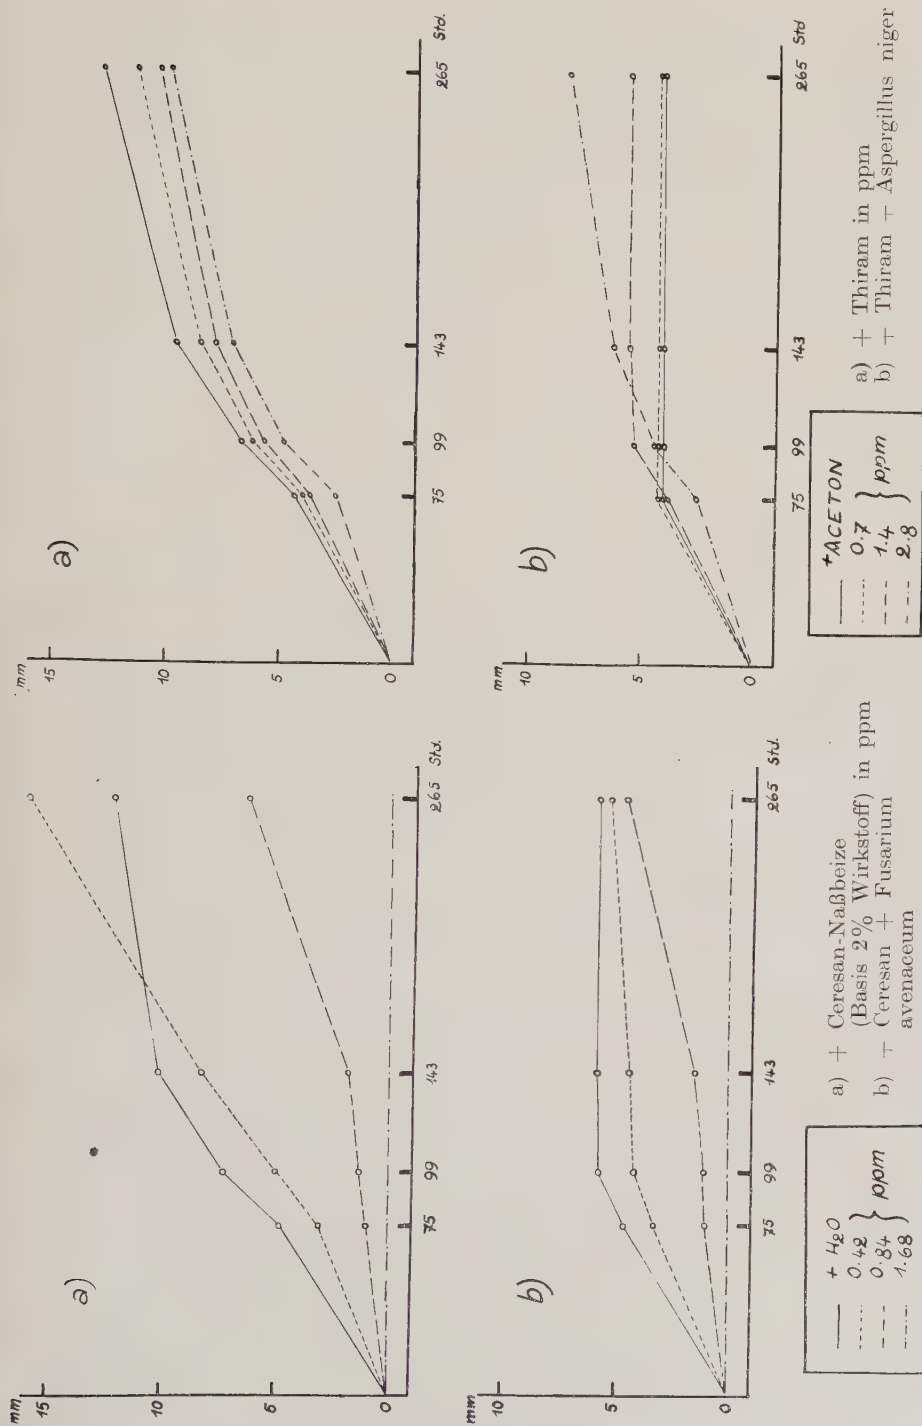 mm
15
10
5
0
a)
75 99 143 265 Std.
mm
10
5
0
b)
75 99 143 265 Std.
+ H2O
0.42
0.84 } ppm
1.68
a) + Ceresan-Naßbeize
(Basis 2% Wirkstoff) in ppm
b) + Ceresan + Fusarium
avenaceum
mm
15
10
5
0
a)
75 99 143 265 Std.
mm
10
5
0
b)
75 99 143 265 Std
+ACETON
0.7
1.4 } ppm
2.8
a) + Thiram in ppm
b) + Thiram + Aspergillus niger